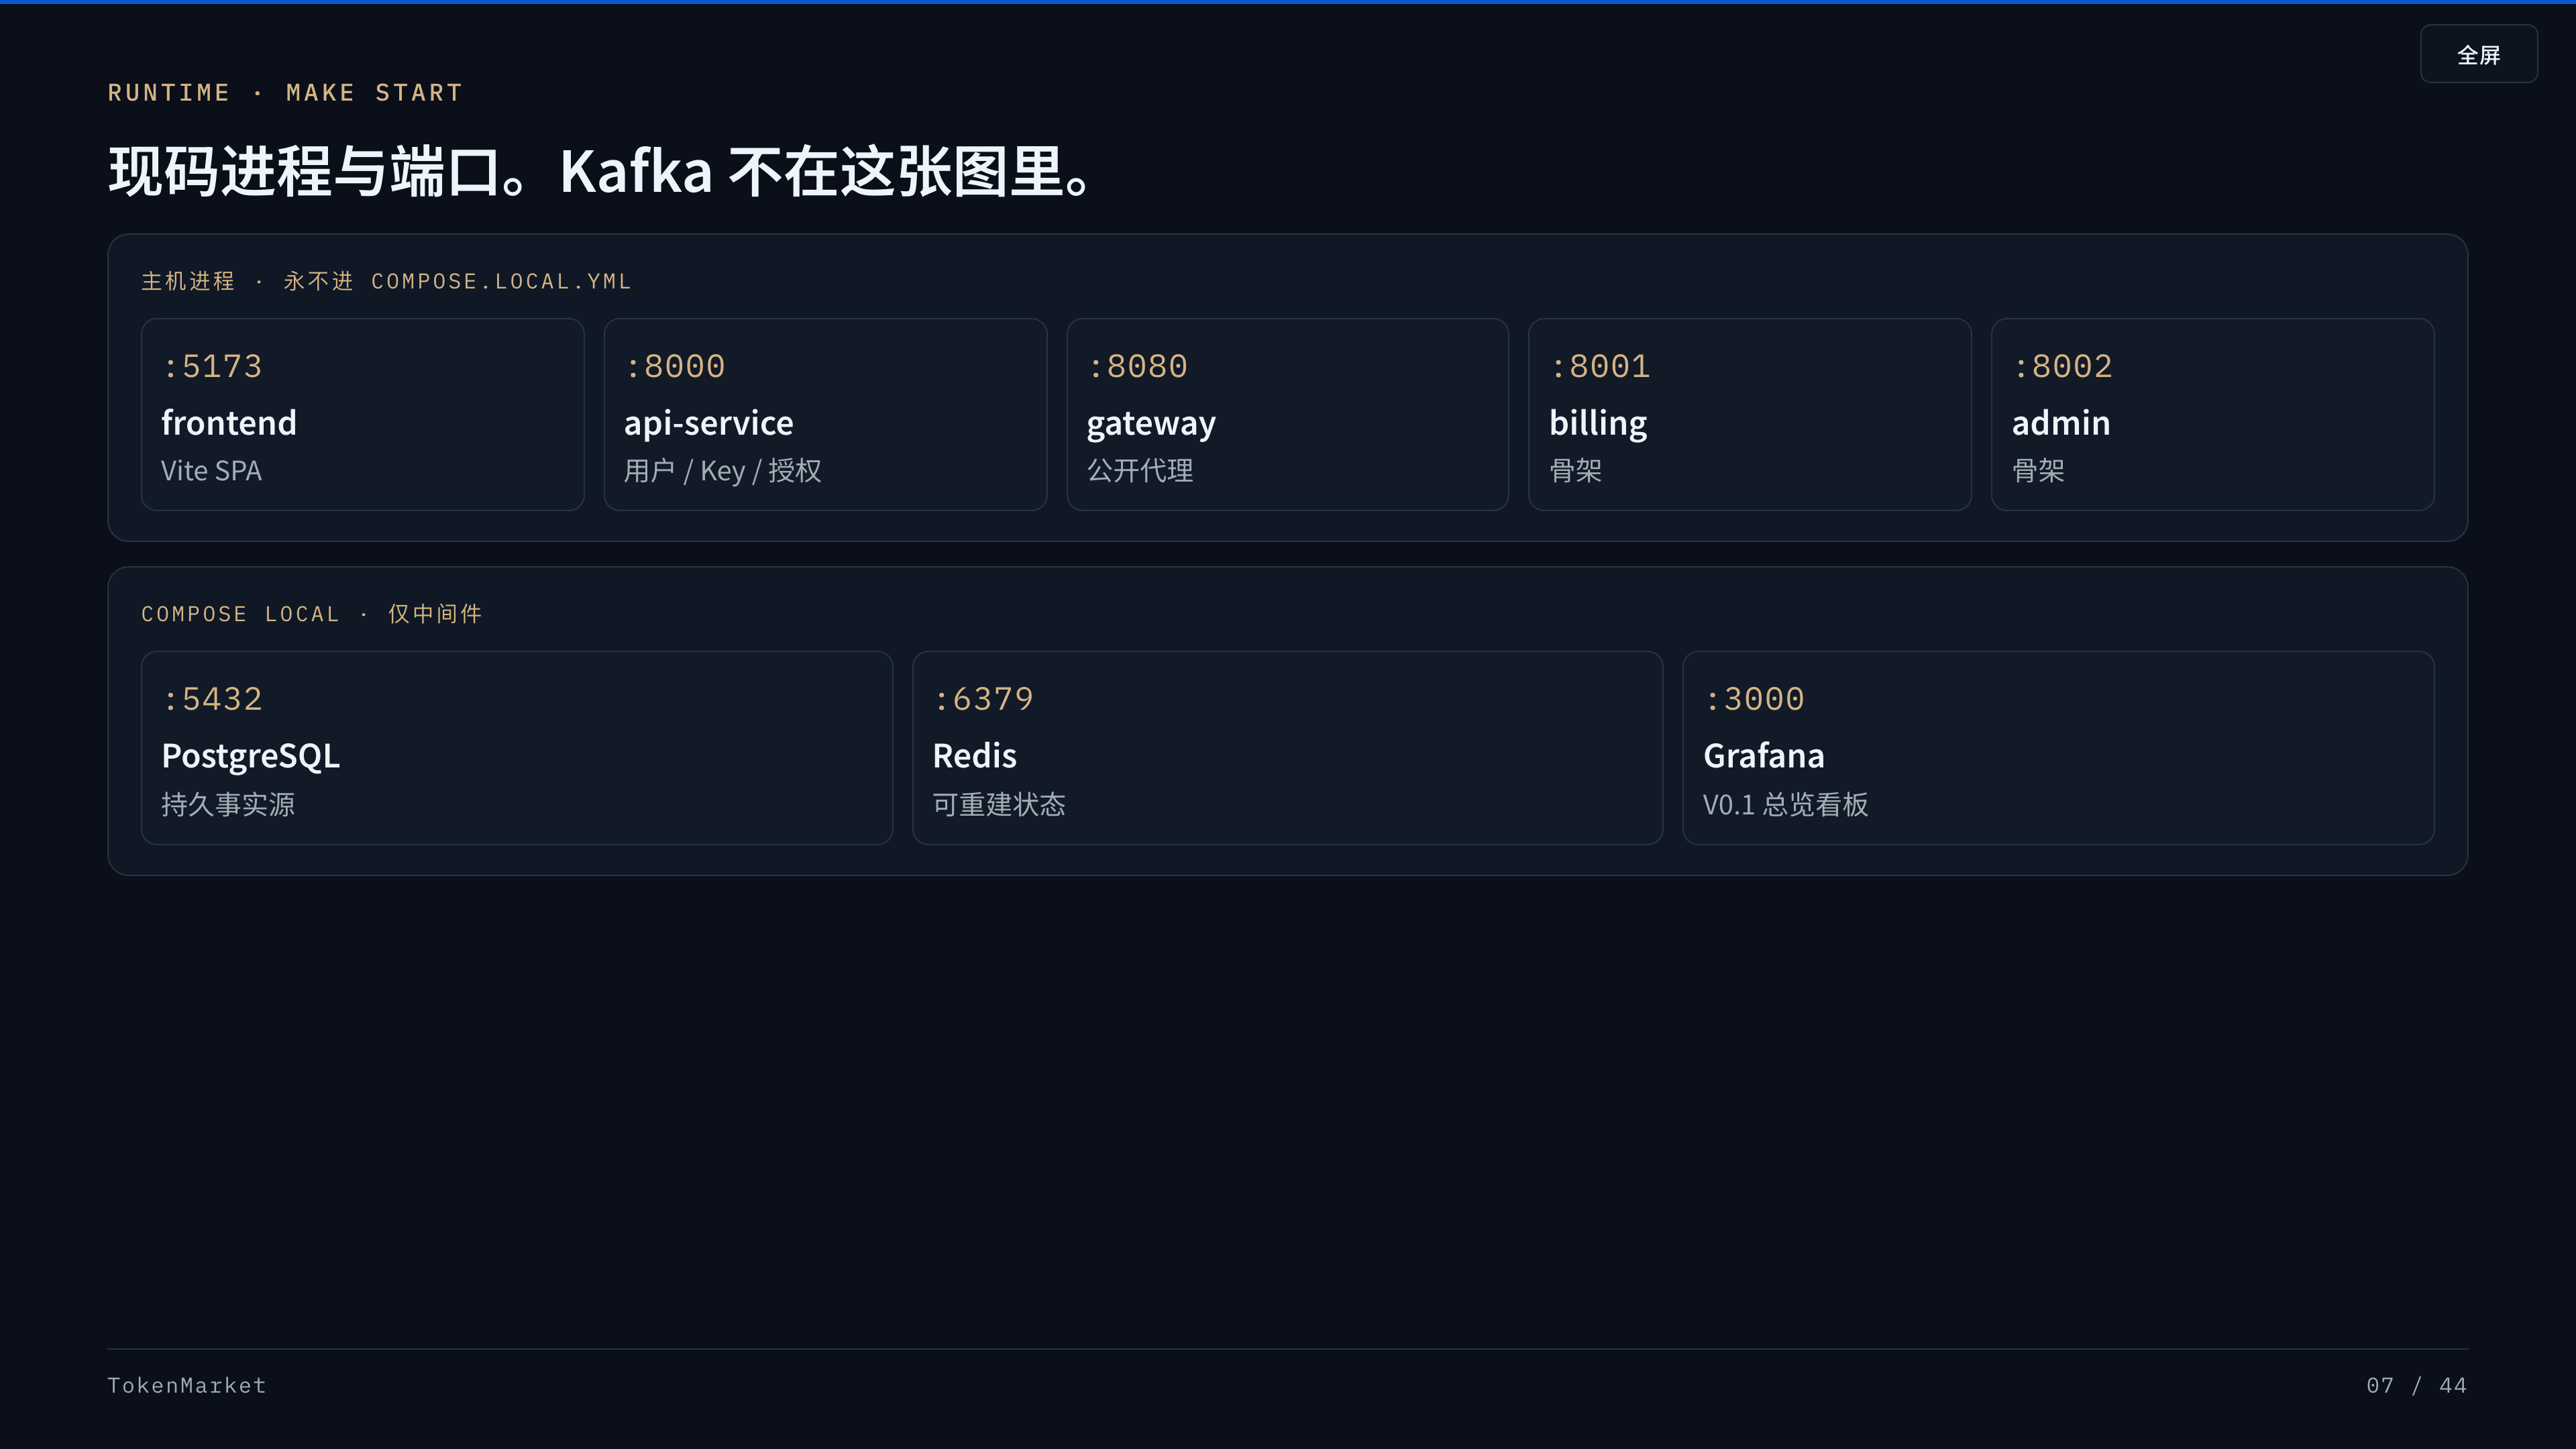 全屏
RUNTIME · MAKE START
现码进程与端口。Kafka 不在这张图里。
主机进程 · 永不进 COMPOSE.LOCAL.YML
:5173
frontend
Vite SPA
:8000
api-service
用户 / Key / 授权
:8080
gateway
公开代理
:8001
billing
骨架
:8002
admin
骨架
COMPOSE LOCAL · 仅中间件
:5432
PostgreSQL
持久事实源
:6379
Redis
可重建状态
:3000
Grafana
V0.1 总览看板
TokenMarket
07 / 44